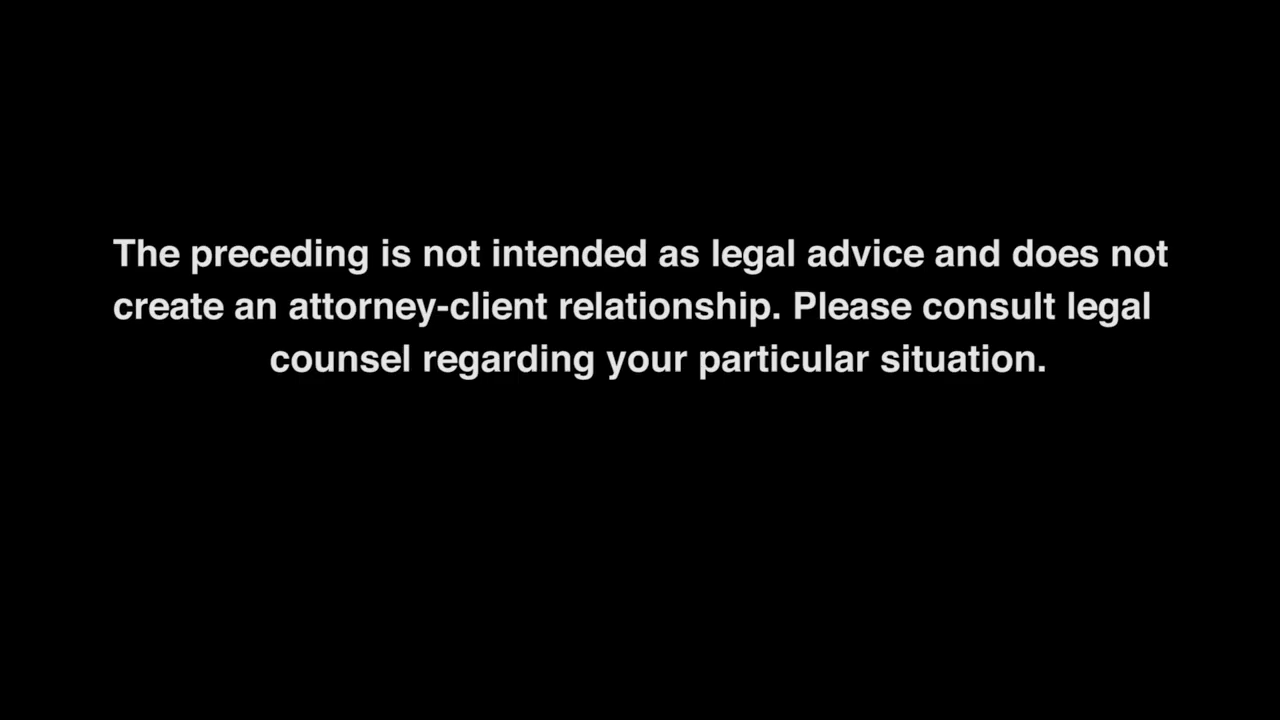 The preceding is not intended as legal advice and does not
create an attorney-client relationship. Please consult legal
counsel regarding your particular situation.